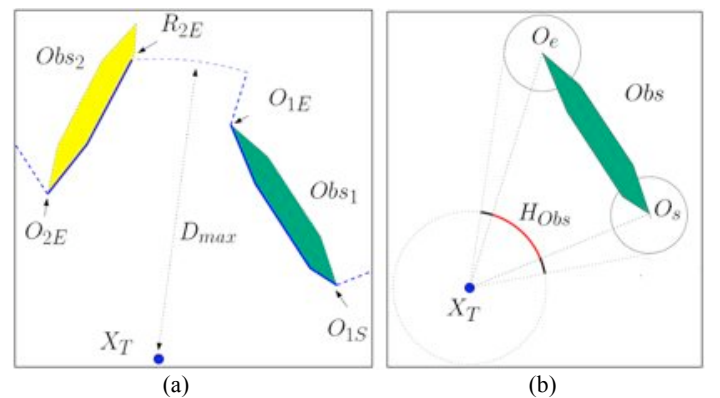 R2E
Obs2
O1E
Obs1
Dmax
O2E
O1S
XT
(a)
Oe
Obs
HObs
Os
XT
(b)